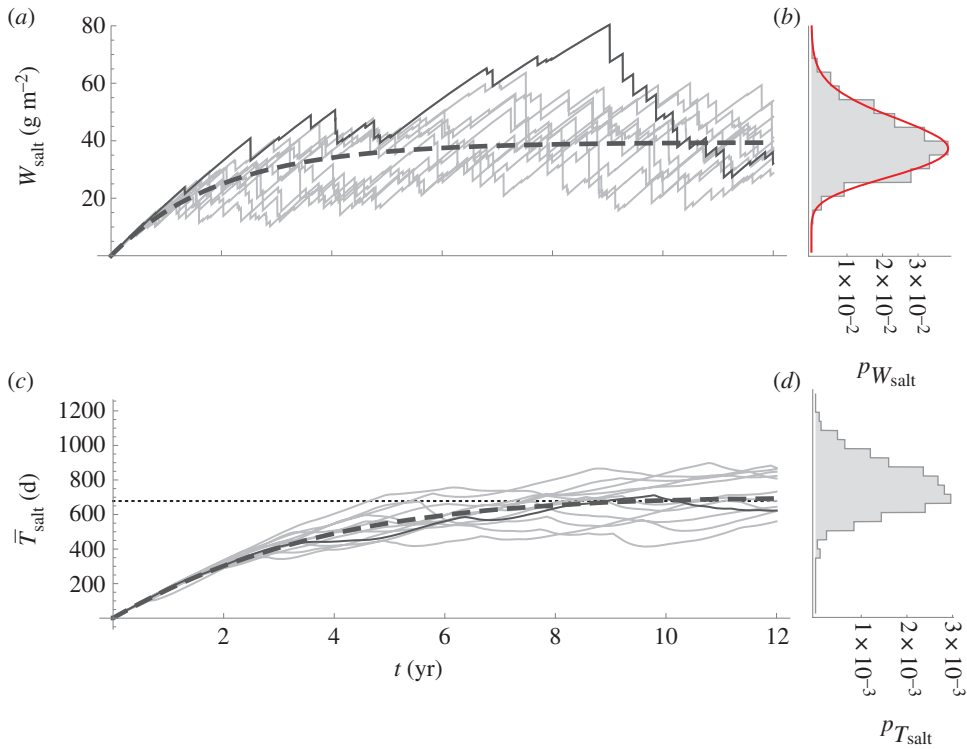 (a)
(b)
W_salt (g m⁻²)
80
60
40
20
1 × 10⁻²
2 × 10⁻²
3 × 10⁻²
p_W_salt
(c)
(d)
T̅_salt (d)
1200
1000
800
600
400
200
2
4
6
8
10
12
t (yr)
1 × 10⁻³
2 × 10⁻³
3 × 10⁻³
p_T_salt